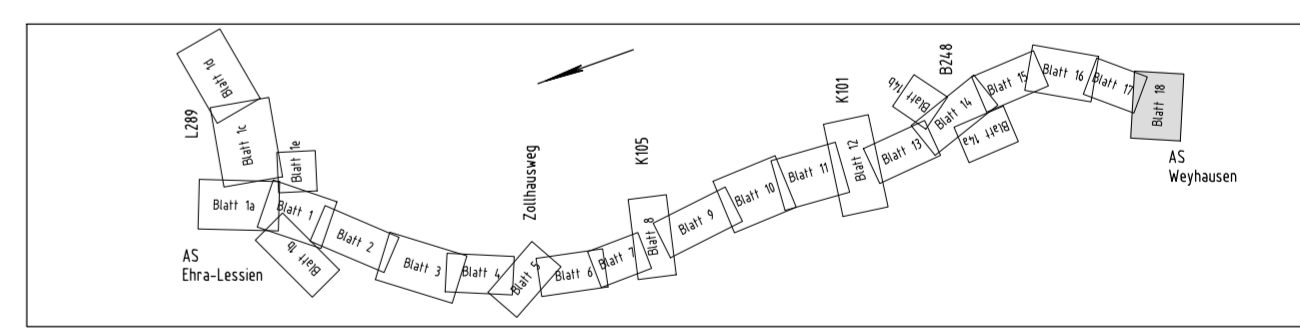 Blatt 1d
L289
Blatt 1c
Blatt 1e
Blatt 1a
Blatt 1
Blatt 1b
AS
Ehra-Lessien
Blatt 2
Blatt 3
Blatt 4
Zollhausweg
Blatt 5
Blatt 6
Blatt 7
K105
Blatt 8
Blatt 9
Blatt 10
Blatt 11
K101
Blatt 12
Blatt 13
Blatt 14b
B248
Blatt 14
Blatt 14a
Blatt 15
Blatt 16
Blatt 17
Blatt 18
AS
Weyhausen